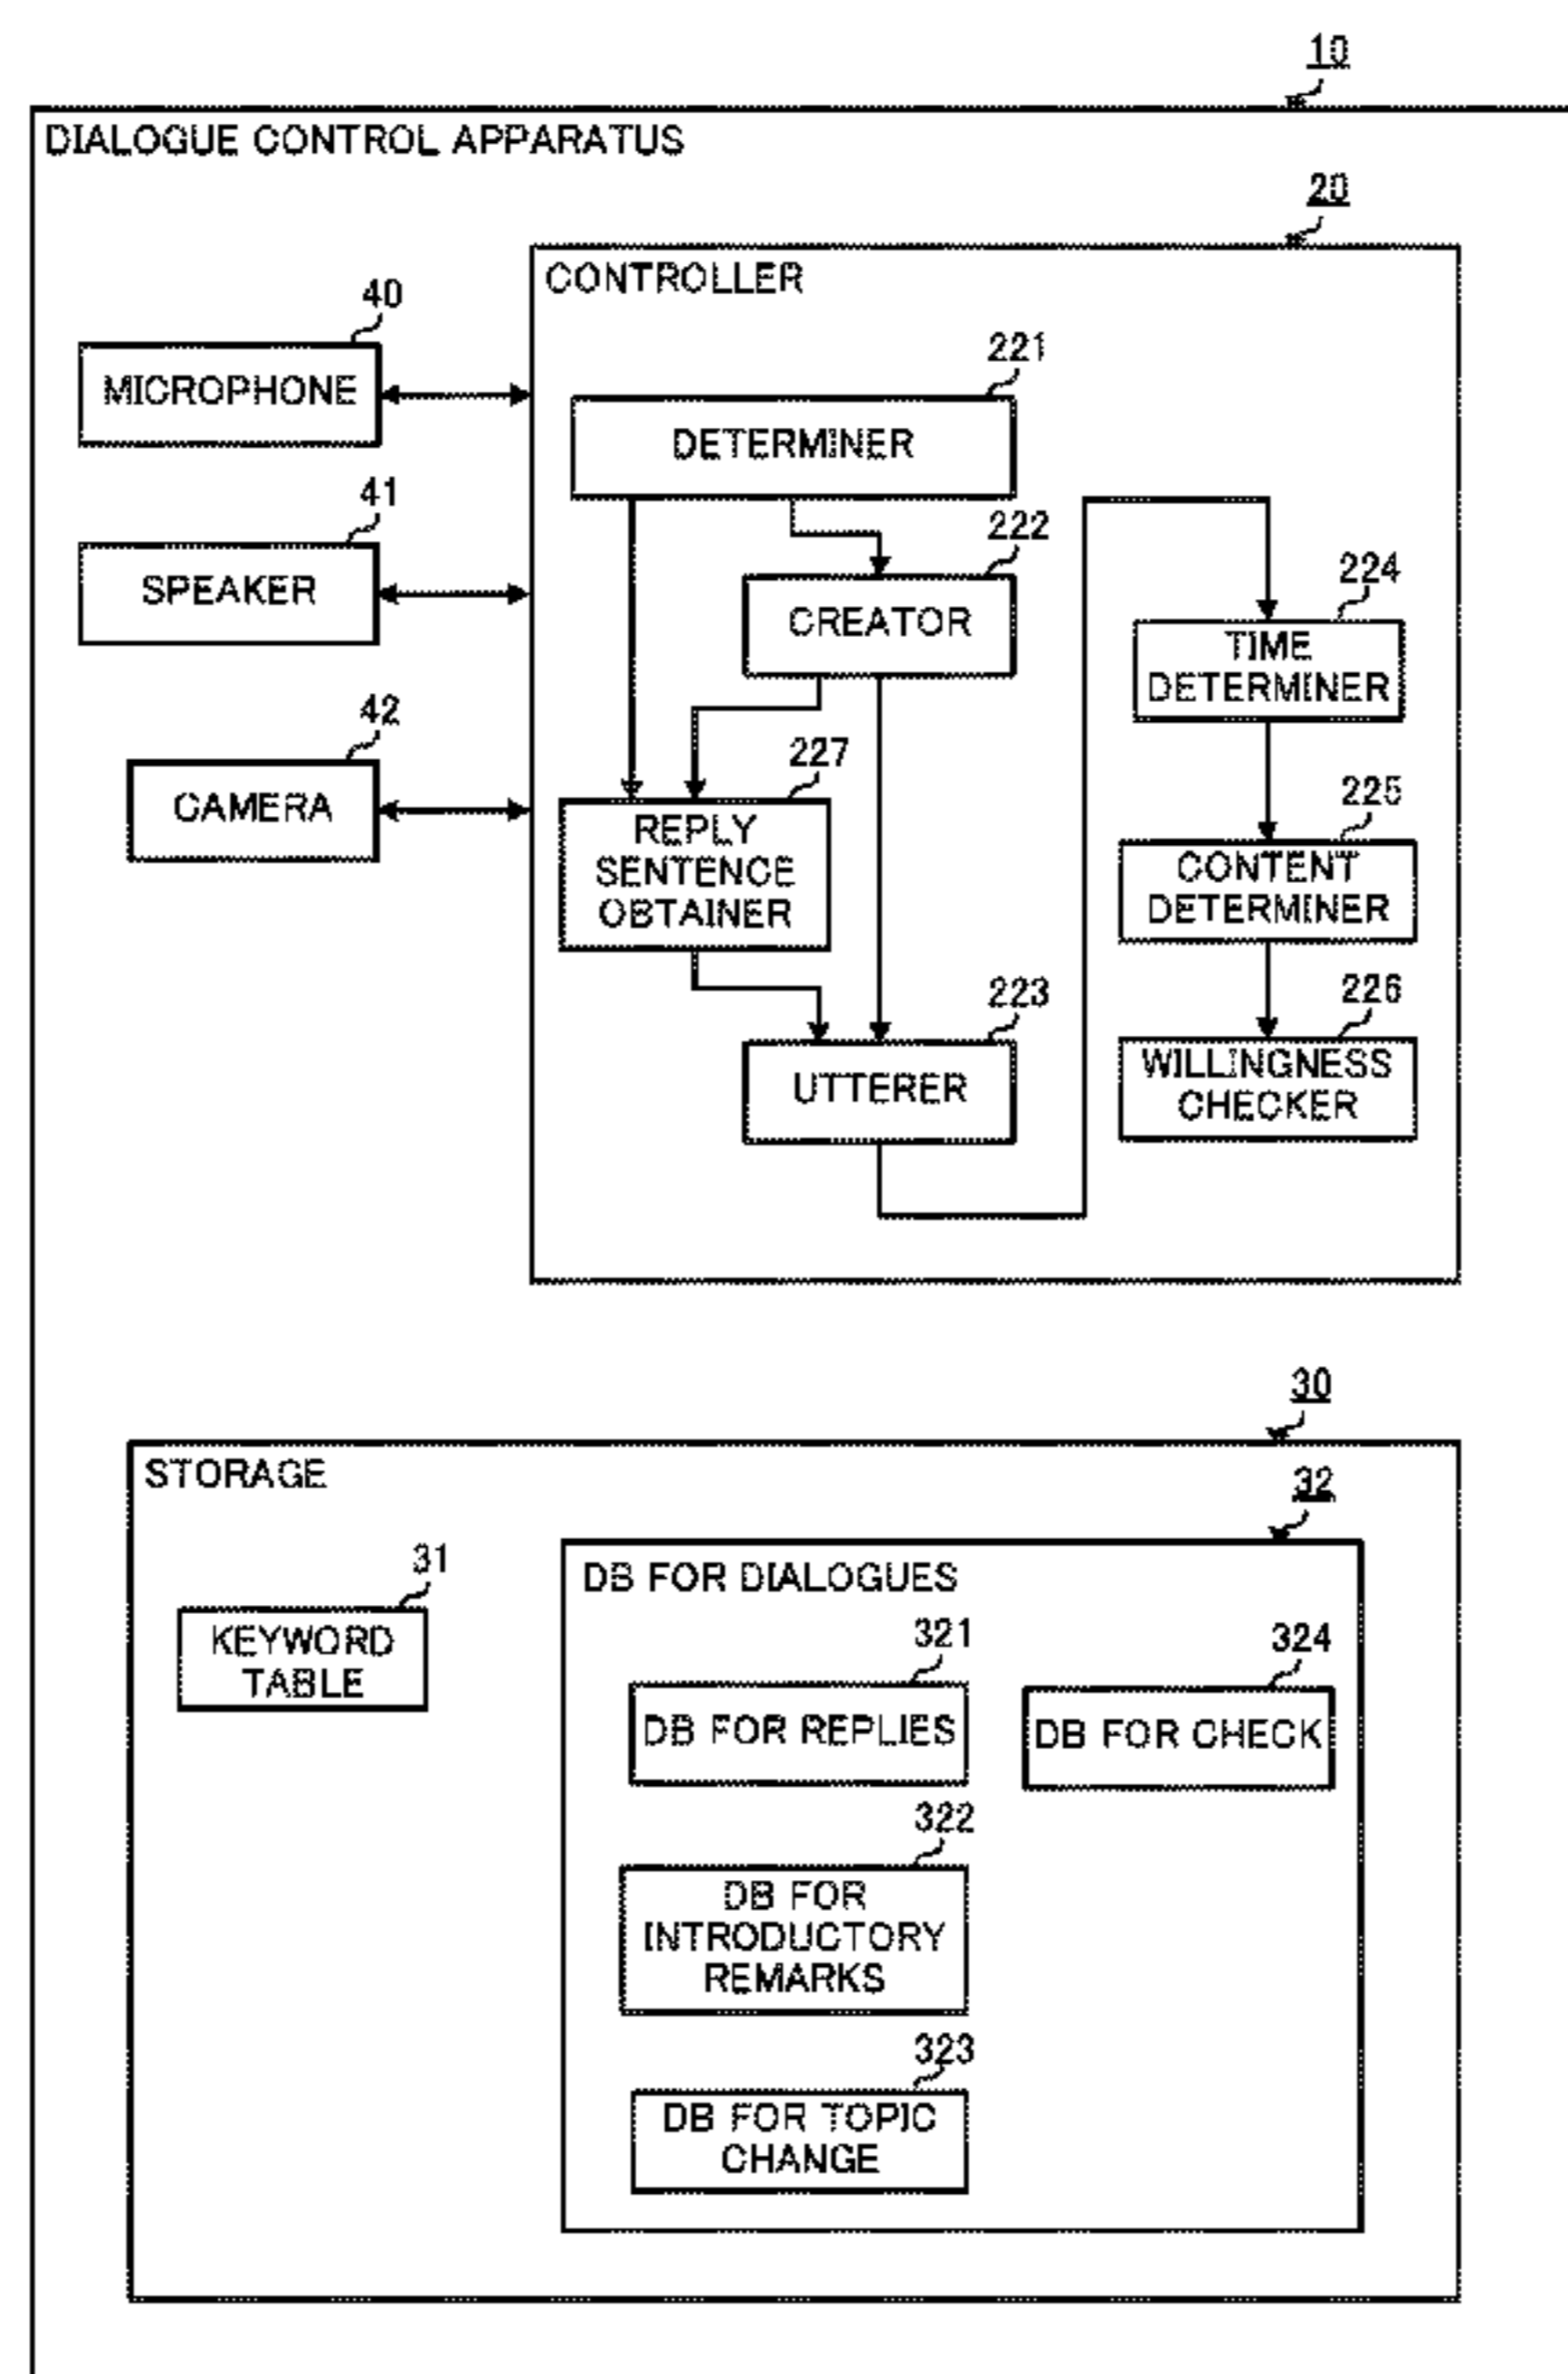 10
DIALOGUE CONTROL APPARATUS
20
CONTROLLER
40
MICROPHONE
221
DETERMINER
41
SPEAKER
222
CREATOR
224
TIME
DETERMINER
42
CAMERA
227
REPLY
SENTENCE
OBTAINER
225
CONTENT
DETERMINER
223
UTTERER
226
WILLINGNESS
CHECKER
30
STORAGE
32
DB FOR DIALOGUES
31
KEYWORD
TABLE
321
DB FOR REPLIES
324
DB FOR CHECK
322
DB FOR
INTRODUCTORY
REMARKS
323
DB FOR TOPIC
CHANGE